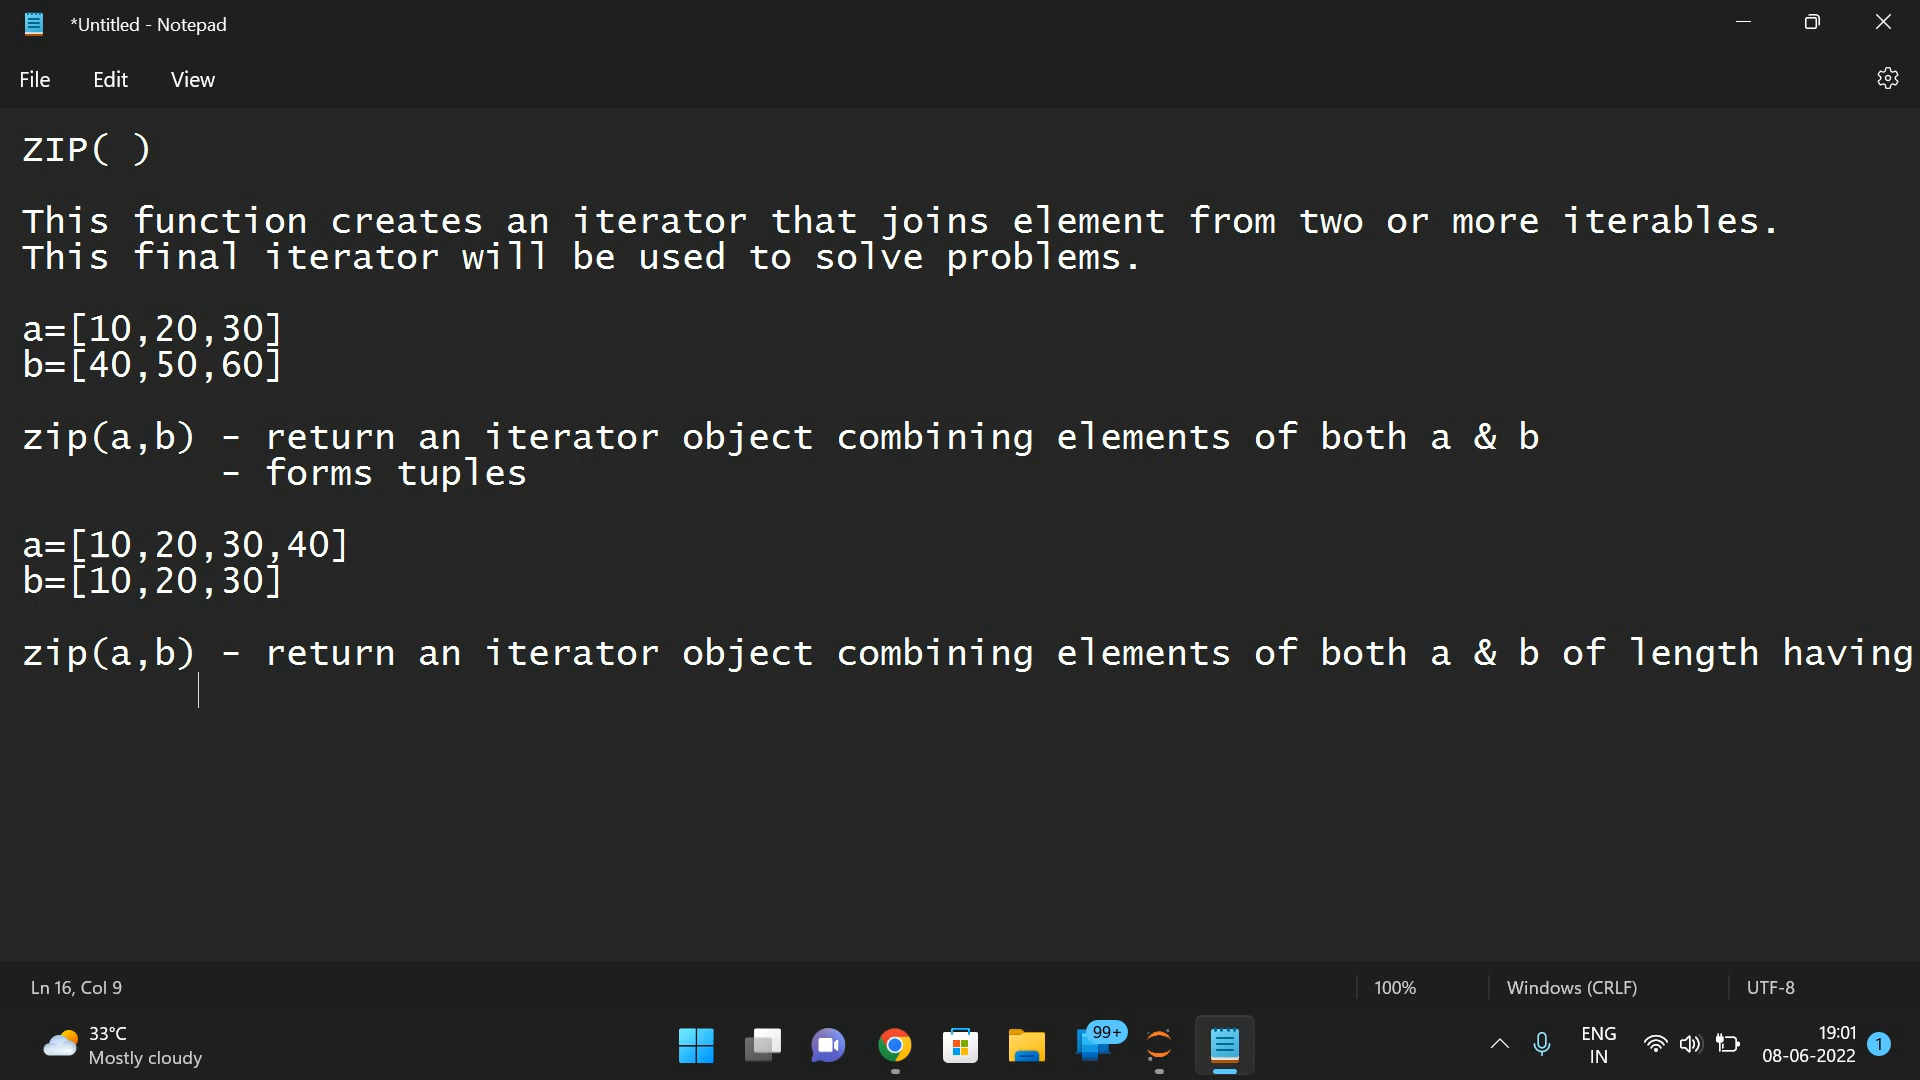 *Untitled - Notepad
File Edit View
ZIP( )
This function creates an iterator that joins element from two or more iterables.
This final iterator will be used to solve problems.
a=[10,20,30]
b=[40,50,60]
zip(a,b) - return an iterator object combining elements of both a & b
- forms tuples
a=[10,20,30,40]
b=[10,20,30]
zip(a,b) - return an iterator object combining elements of both a & b of length having
Ln 16, Col 9 100% Windows (CRLF) UTF-8
33°C
Mostly cloudy
99+
ENG
IN
19:01
08-06-2022
1